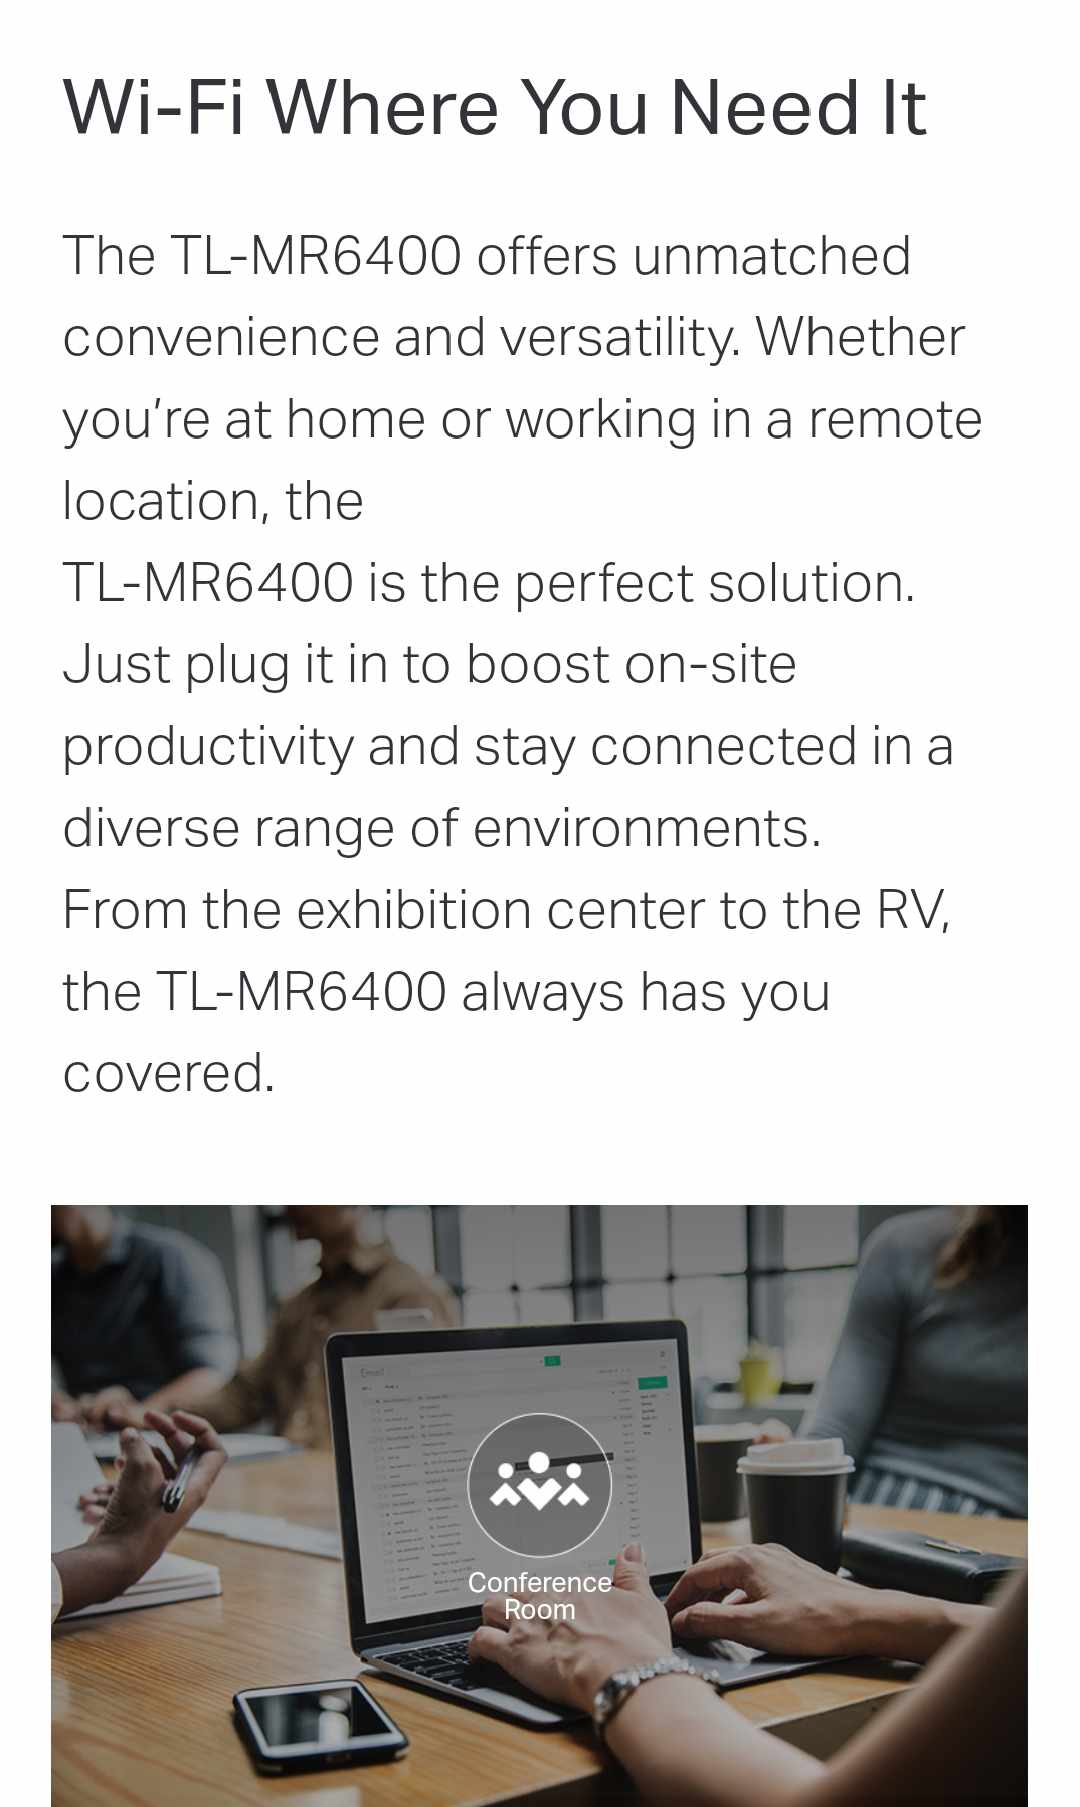 Wi-Fi Where You Need It
The TL-MR6400 offers unmatched
convenience and versatility. Whether
you’re at home or working in a remote
location, the
TL-MR6400 is the perfect solution.
Just plug it in to boost on-site
productivity and stay connected in a
diverse range of environments.
From the exhibition center to the RV,
the TL-MR6400 always has you
covered.
Conference
Room